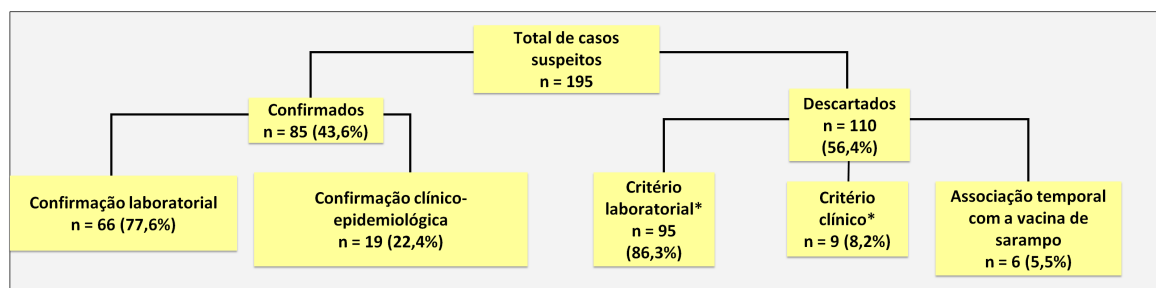 Total de casos
suspeitos
n = 195
Confirmados
n = 85 (43,6%)
Descartados
n = 110
(56,4%)
Confirmação laboratorial
n = 66 (77,6%)
Confirmação clínico-
epidemiológica
n = 19 (22,4%)
Critério
laboratorial*
n = 95
(86,3%)
Critério
clínico*
n = 9 (8,2%)
Associação temporal
com a vacina de
sarampo
n = 6 (5,5%)